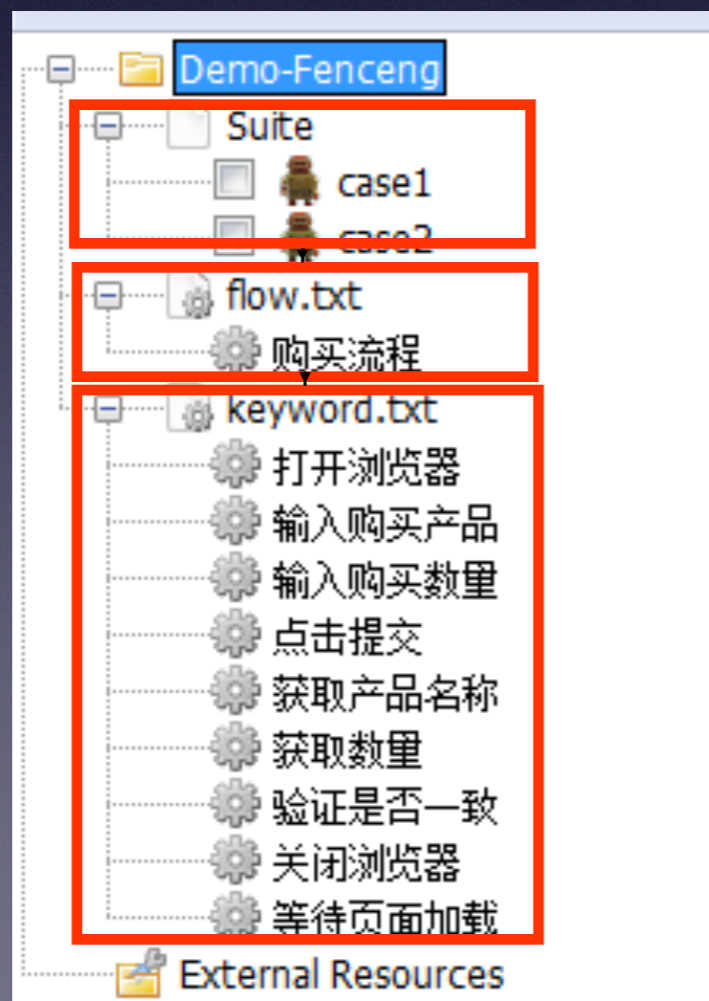 Demo-Fenceng
Suite
case1
case2
flow.txt
购买流程
keyword.txt
打开浏览器
输入购买产品
输入购买数量
点击提交
获取产品名称
获取数量
验证是否一致
关闭浏览器
等待页面加载
External Resources